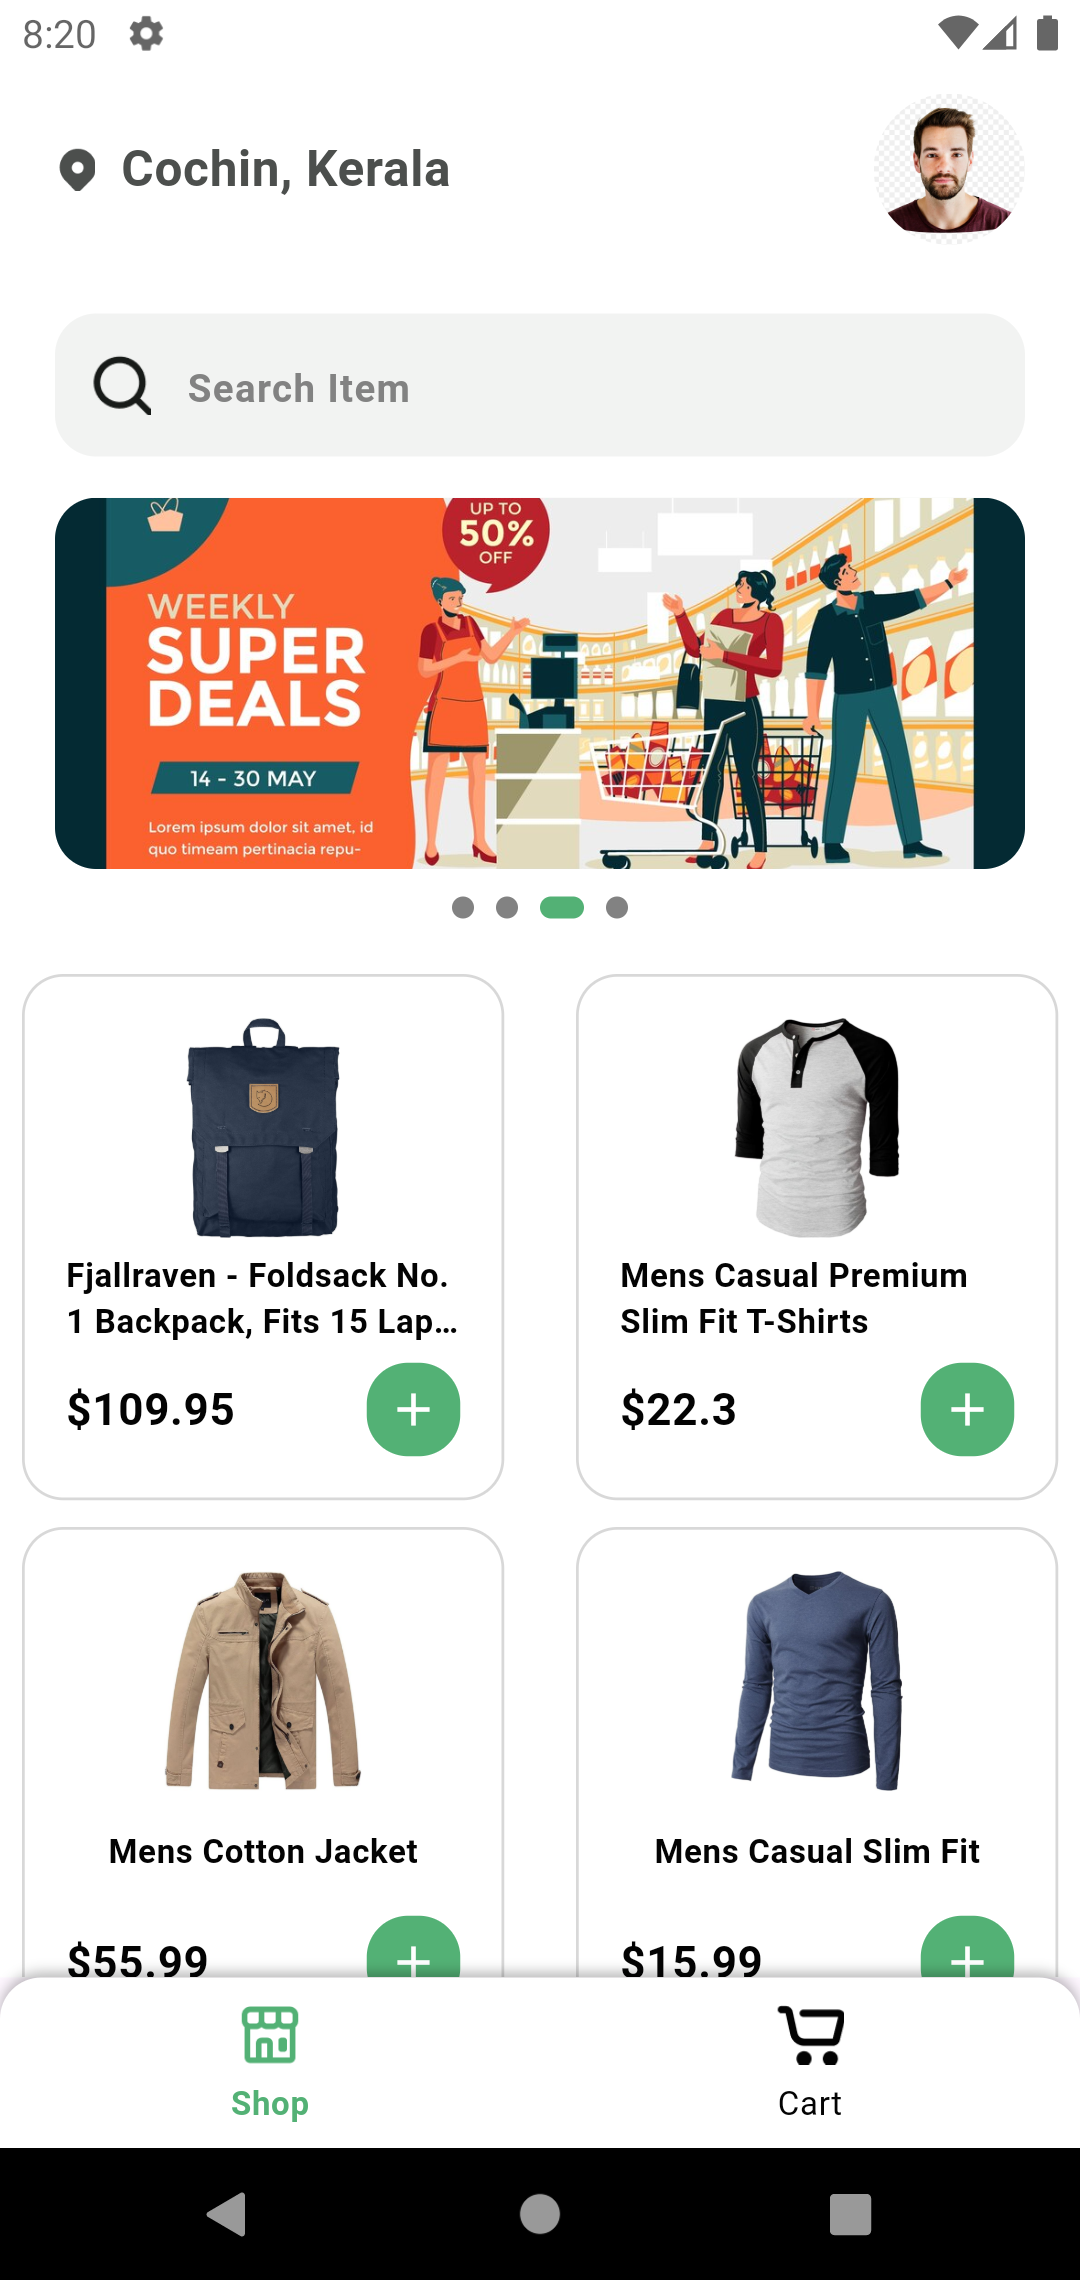 8:20
Cochin, Kerala
Search Item
UP TO
50%
OFF
WEEKLY
SUPER
DEALS
14 - 30 MAY
Lorem ipsum dolor sit amet, id
quo timeam pertinacia repu-
Fjallraven - Foldsack No.
1 Backpack, Fits 15 Lap…
$109.95
Mens Casual Premium
Slim Fit T-Shirts
$22.3
Mens Cotton Jacket
$55.99
Mens Casual Slim Fit
$15.99
Shop
Cart